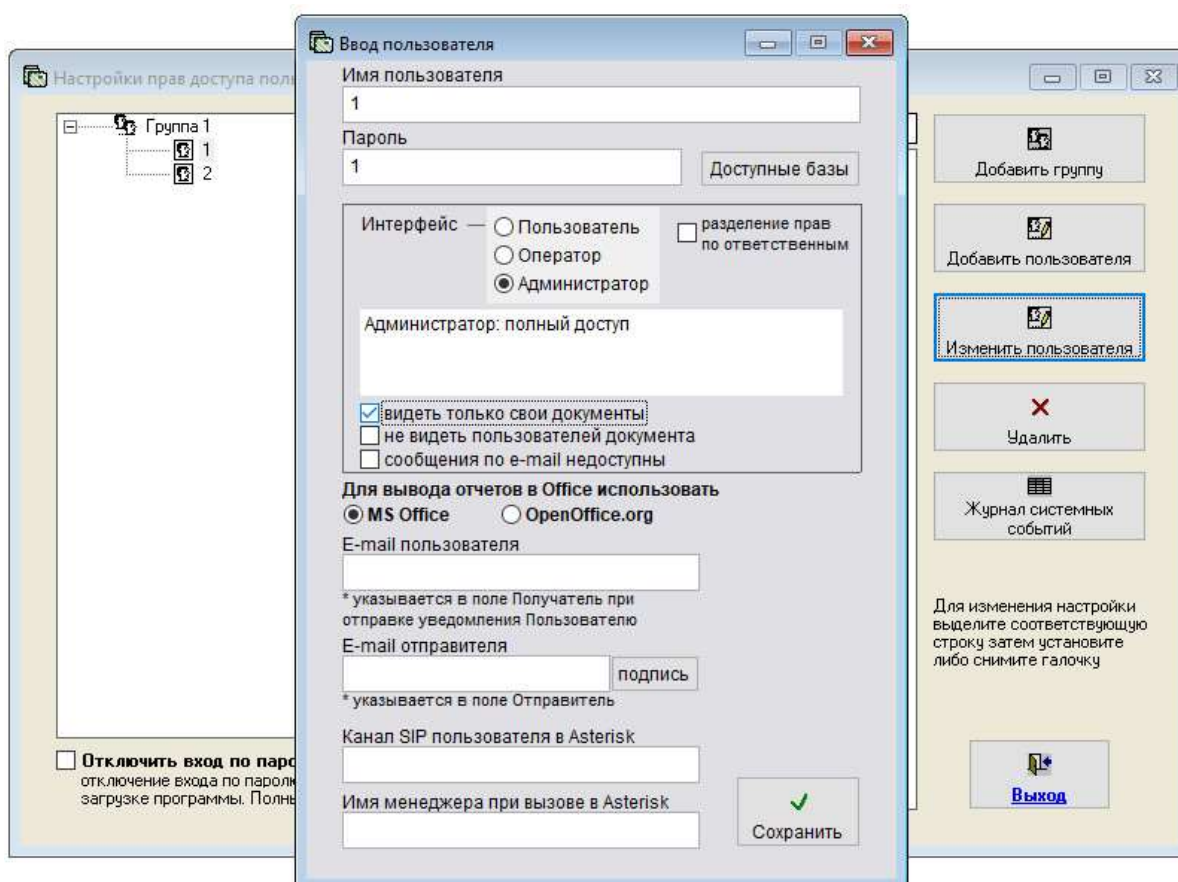 Ввод пользователя
Настройки прав доступа
Имя пользователя
1
Пароль
1
Доступные базы
Группа 1
1
2
Интерфейс
Пользователь
Оператор
Администратор
разделение прав
по ответственным
Администратор: полный доступ
видеть только свои документы
не видеть пользователей документа
сообщения по e-mail недоступны
Для вывода отчетов в Office использовать
MS Office
OpenOffice.org
E-mail пользователя
* указывается в поле Получатель при
отправке уведомления Пользователю
E-mail отправителя
подпись
* указывается в поле Отправитель
Канал SIP пользователя в Asterisk
Имя менеджера при вызове в Asterisk
Сохранить
Отключить вход по
отключение входа по
загрузке программы.
Добавить группу
Добавить пользователя
Изменить пользователя
Удалить
Журнал системных
событий
Для изменения настройки
выделите соответствующую
строку затем установите
либо снимите галочку
Выход